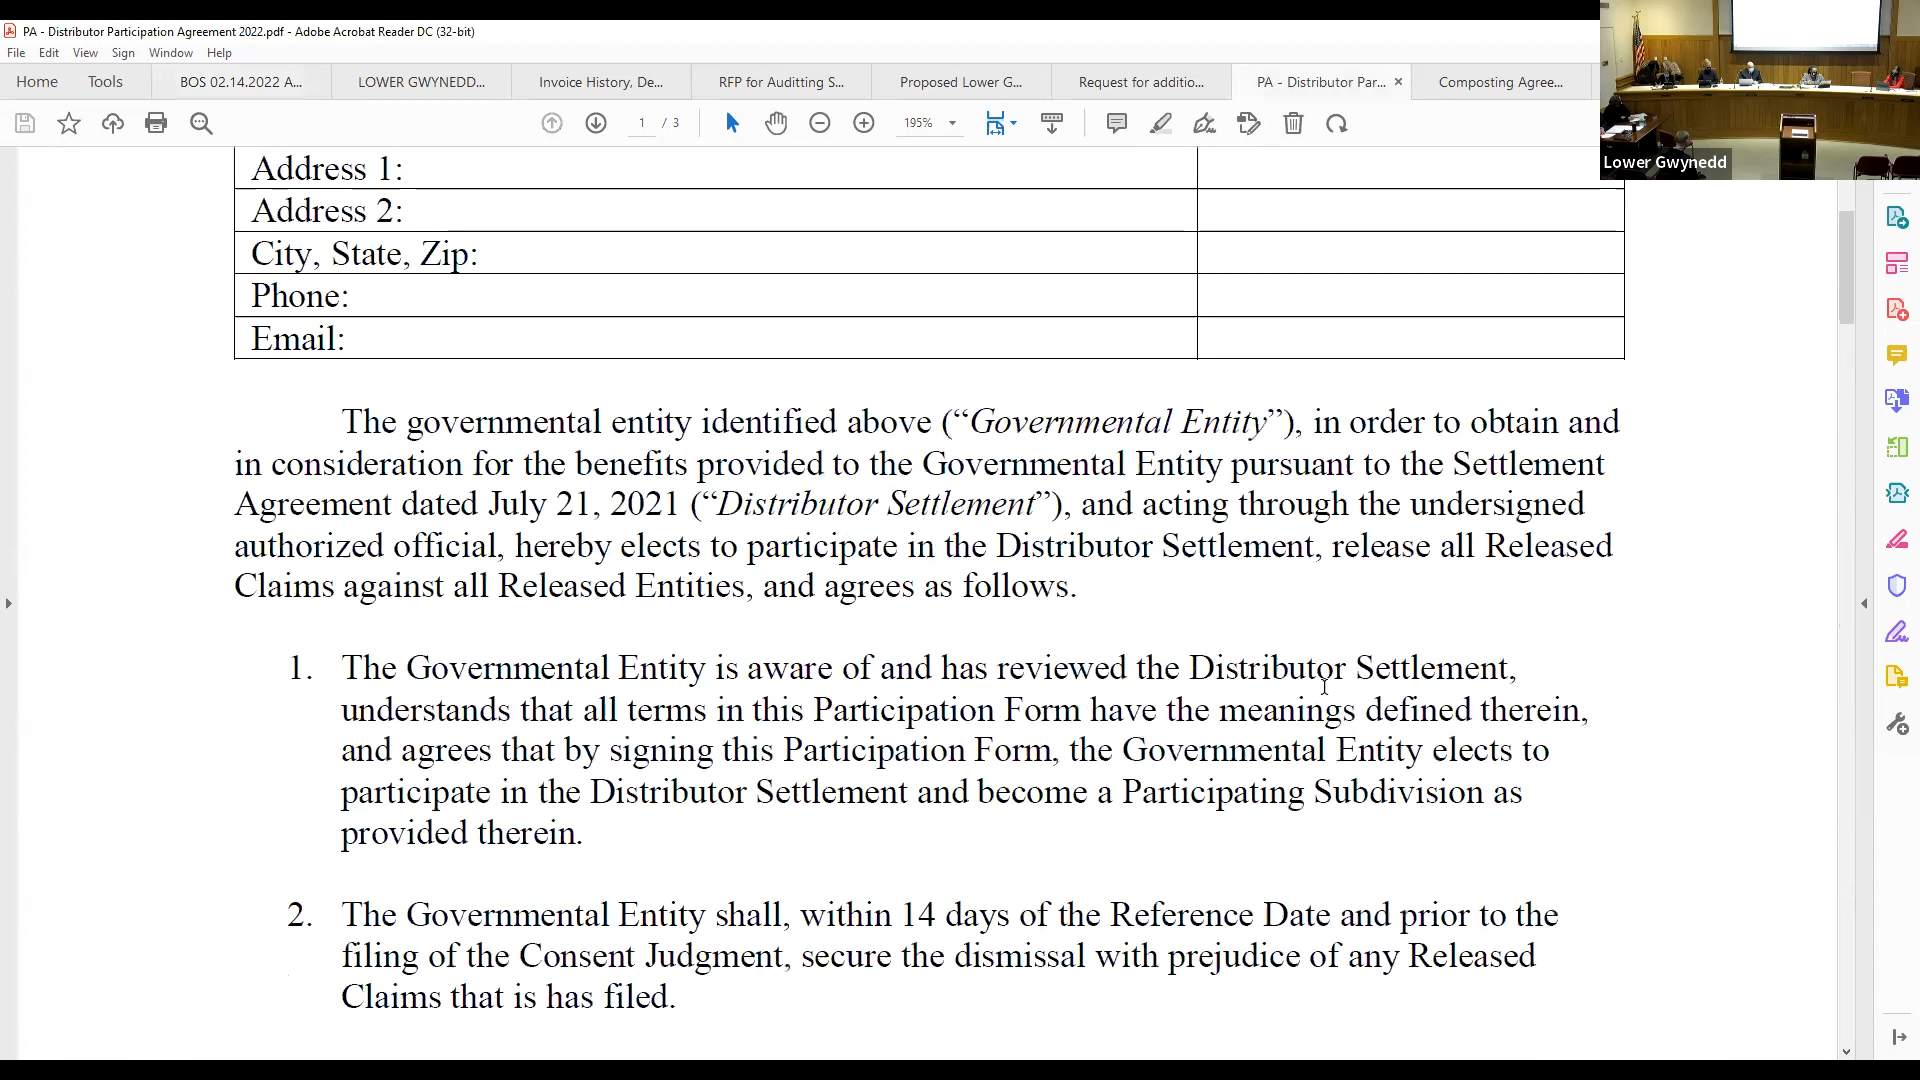 PA - Distributor Participation Agreement 2022.pdf - Adobe Acrobat Reader DC (32-bit)
File Edit View Sign Window Help
Home Tools BOS 02.14.2022 A... LOWER GWYNEDD... Invoice History, De... RFP for Auditting S... Proposed Lower G... Request for additio... PA - Distributor Par... Composting Agree...
1 / 3 195%
Lower Gwynedd
Address 1:
Address 2:
City, State, Zip:
Phone:
Email:
The governmental entity identified above (“Governmental Entity”), in order to obtain and
in consideration for the benefits provided to the Governmental Entity pursuant to the Settlement
Agreement dated July 21, 2021 (“Distributor Settlement”), and acting through the undersigned
authorized official, hereby elects to participate in the Distributor Settlement, release all Released
Claims against all Released Entities, and agrees as follows.
1. The Governmental Entity is aware of and has reviewed the Distributor Settlement,
understands that all terms in this Participation Form have the meanings defined therein,
and agrees that by signing this Participation Form, the Governmental Entity elects to
participate in the Distributor Settlement and become a Participating Subdivision as
provided therein.
2. The Governmental Entity shall, within 14 days of the Reference Date and prior to the
filing of the Consent Judgment, secure the dismissal with prejudice of any Released
Claims that is has filed.